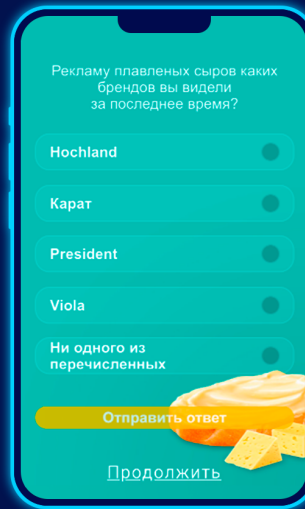 Рекламу плавленых сыров каких
брендов вы видели
за последнее время?
Hochland
Карат
President
Viola
Ни одного из
перечисленных
Отправить ответ
Продолжить